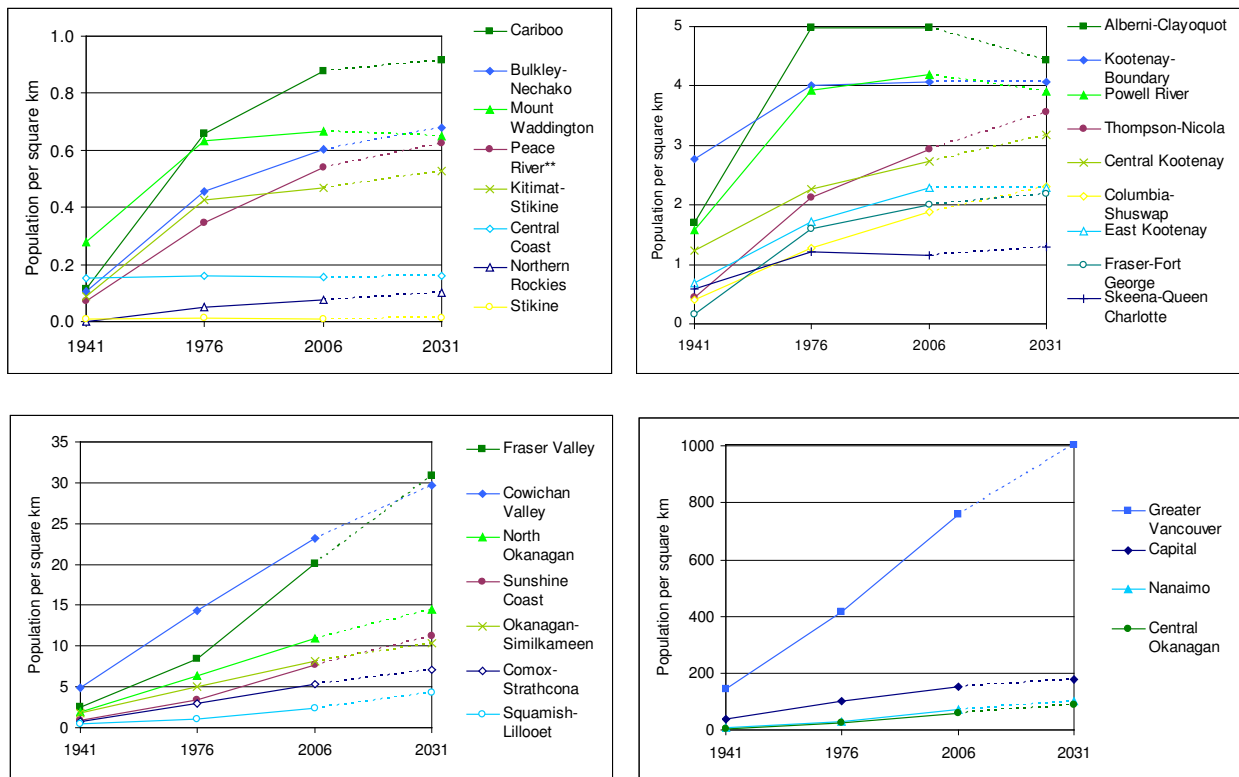 1.0
0.8
0.6
0.4
0.2
0.0
Population per square km
1941 1976 2006 2031
Cariboo
Bulkley-
Nechako
Mount
Waddington
Peace
River**
Kitimat-
Stikine
Central
Coast
Northern
Rockies
Stikine
5
4
3
2
1
0
Population per square km
1941 1976 2006 2031
Alberni-Clayoquot
Kootenay-
Boundary
Powell River
Thompson-Nicola
Central Kootenay
Columbia-
Shuswap
East Kootenay
Fraser-Fort
George
Skeena-Queen
Charlotte
35
30
25
20
15
10
5
0
Population per square km
1941 1976 2006 2031
Fraser Valley
Cowichan
Valley
North
Okanagan
Sunshine
Coast
Okanagan-
Similkameen
Comox-
Strathcona
Squamish-
Lillooet
1000
800
600
400
200
0
Population per square km
1941 1976 2006 2031
Greater
Vancouver
Capital
Nanaimo
Central
Okanagan